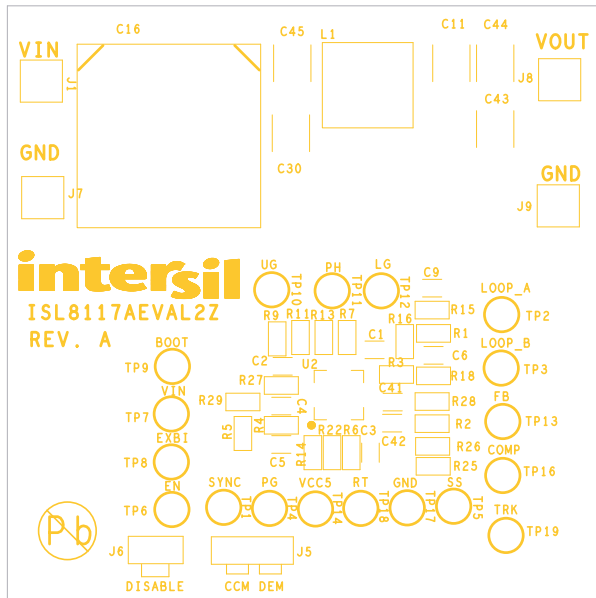 C16
C45
L1
C11
C44
VIN
VOUT
J1
J8
C43
GND
C30
GND
J7
J9
intersil
ISL8117AEVAL2Z
REV. A
UG
PH
LG
C9
LOOP_A
TP10
TP11
TP12
R15
TP2
R9
R11
R13
R7
C1
R16
R1
LOOP_B
BOOT
C2
U2
R3
C6
TP9
R27
R18
TP3
VIN
R29
C4
C41
R28
FB
TP7
R5
R4
R2
TP13
EXBI
R14
R22
R6
C3
C42
R26
COMP
TP8
C5
R25
TP16
EN
SYNC
PG
VCC5
RT
GND
SS
TP6
TP1
TP4
TP14
TP18
TP17
TP5
TRK
TP19
Pb
J6
J5
DISABLE
CCM
DEM